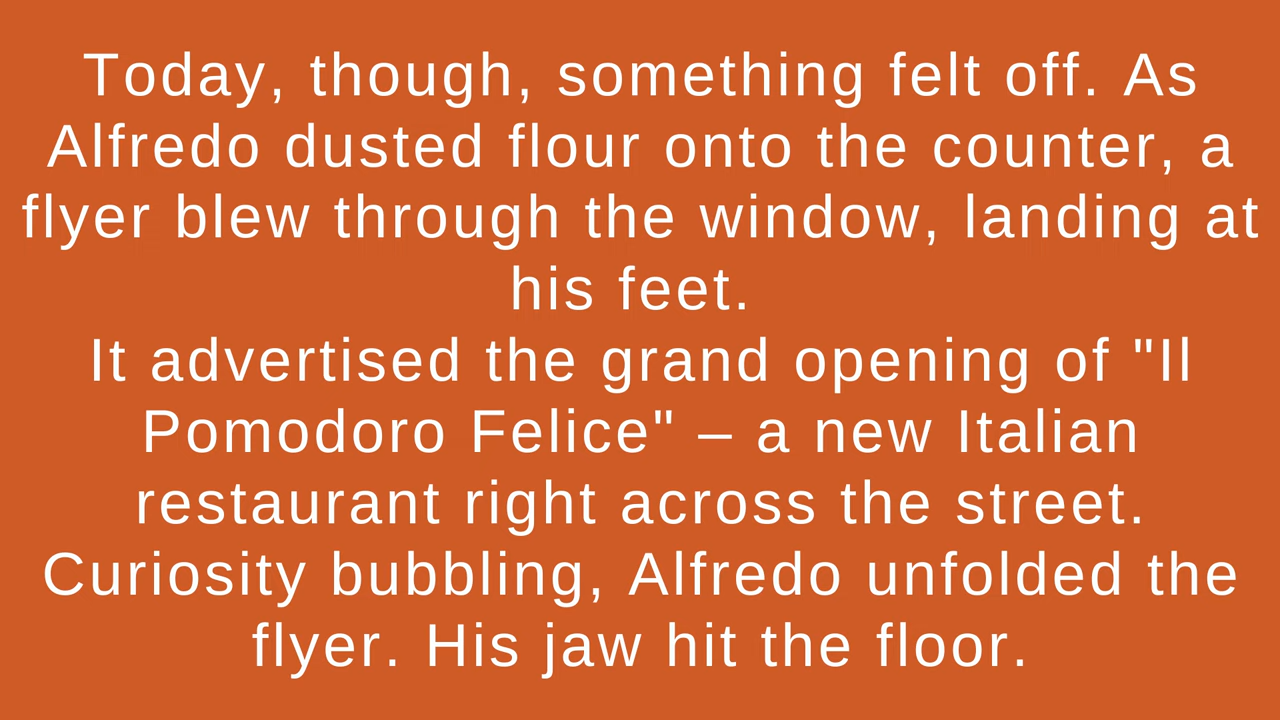 Today, though, something felt off. As
Alfredo dusted flour onto the counter, a
flyer blew through the window, landing at
his feet.
It advertised the grand opening of "Il
Pomodoro Felice" – a new Italian
restaurant right across the street.
Curiosity bubbling, Alfredo unfolded the
flyer. His jaw hit the floor.